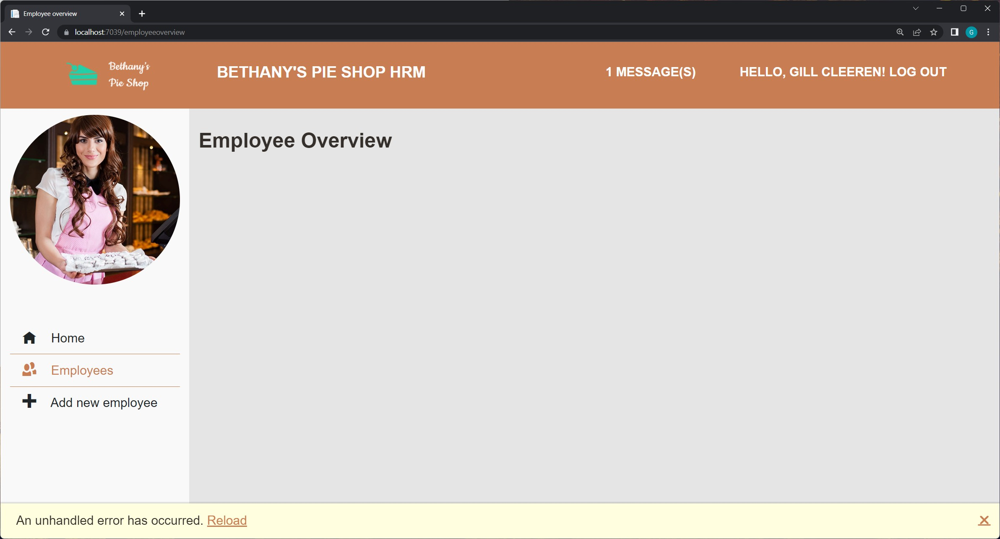 Employee overview
localhost:7039/employeeoverview
G
Bethany's
Pie Shop
BETHANY'S PIE SHOP HRM
1 MESSAGE(S)
HELLO, GILL CLEEREN! LOG OUT
Employee Overview
Home
Employees
Add new employee
An unhandled error has occurred. Reload